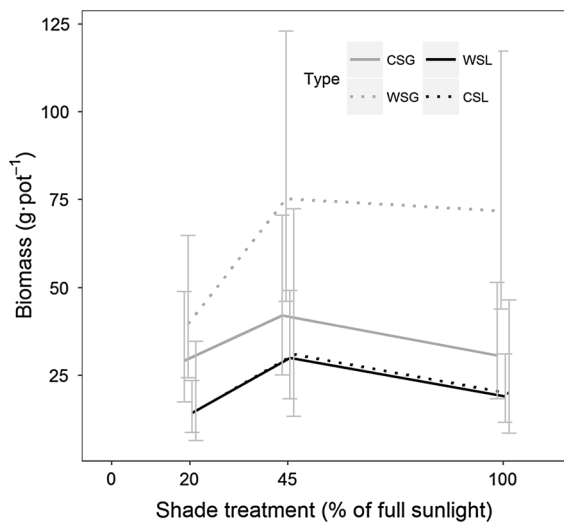 125
100
75
50
25
Biomass (g·pot⁻¹)
Type
CSG
WSL
WSG
CSL
0
20
45
100
Shade treatment (% of full sunlight)